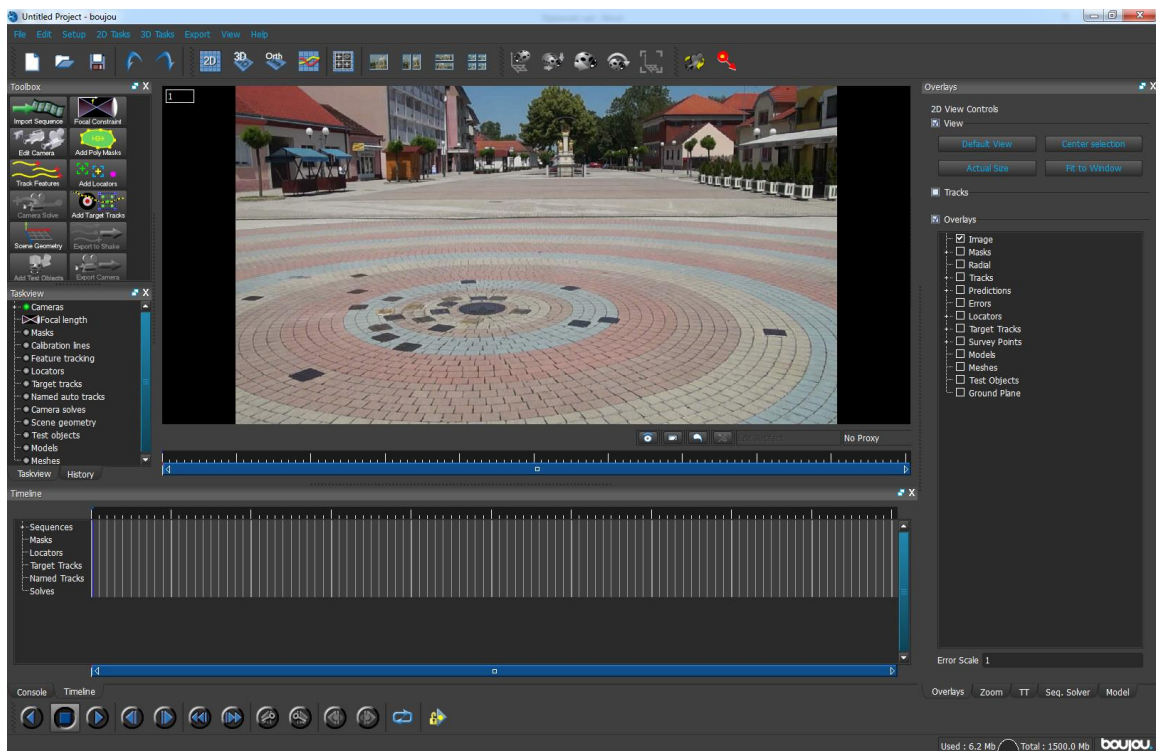 Untitled Project - boujou
File Edit Setup 2D Tasks 3D Tasks Export View Help
2D 3D Orth
Toolbox
Import Sequence Focal Constraint
Edit Camera Add Poly Masks
Track Features Add Locators
Camera Solve Add Target Tracks
Scene Geometry Export to Shake
Add Test Objects Export Camera
Taskview
Cameras
Focal length
Masks
Calibration lines
Feature tracking
Locators
Target tracks
Named auto tracks
Camera solves
Scene geometry
Test objects
Models
Meshes
Taskview History
1
No Proxy
Timeline
Sequences
Masks
Locators
Target Tracks
Named Tracks
Solves
Console Timeline
Overlays
2D View Controls
View
Default View Center selection
Actual Size Fit to Window
Tracks
Overlays
Image
Masks
Radial
Tracks
Predictions
Errors
Locators
Target Tracks
Survey Points
Models
Meshes
Test Objects
Ground Plane
Error Scale 1
Overlays Zoom TT Seq. Solver Model
Used : 6.2 Mb Total : 1500.0 Mb boujou